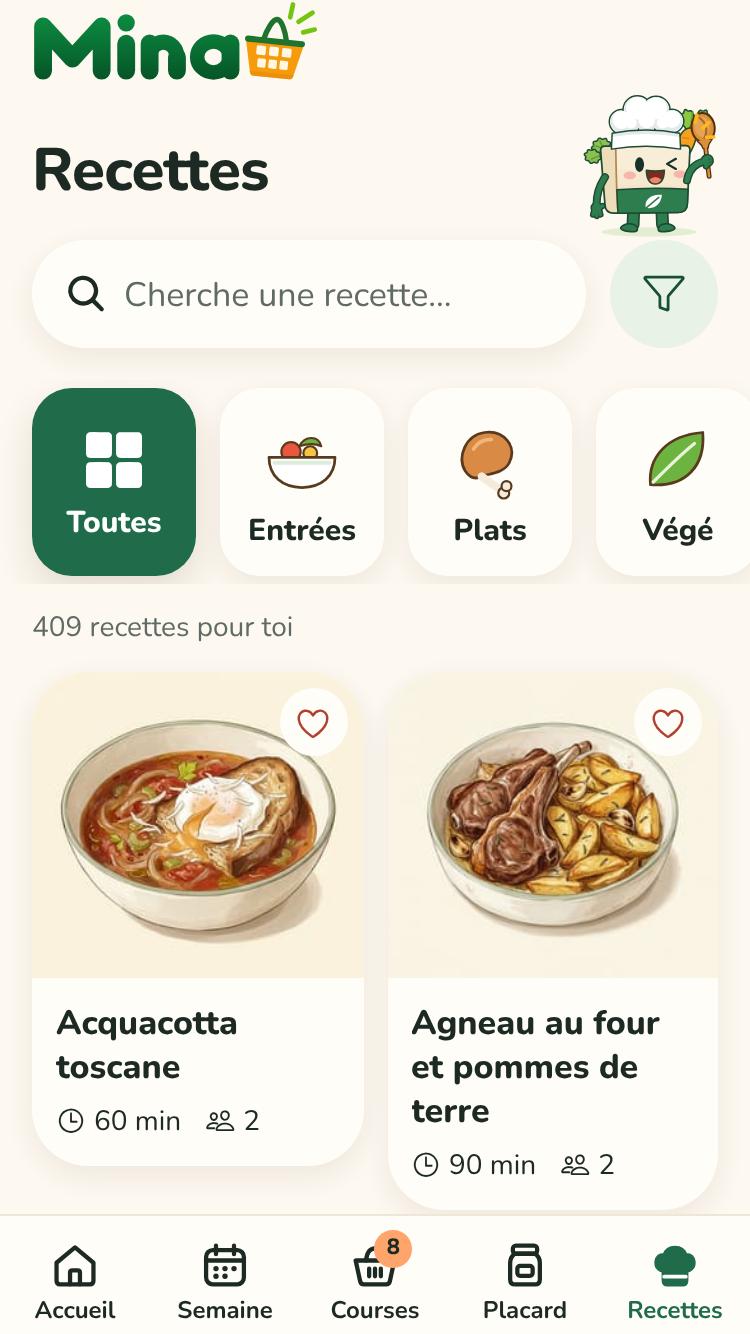 Mina
Recettes
Cherche une recette...
Toutes
Entrées
Plats
Végé
409 recettes pour toi
Acquacotta
toscane
60 min 2
Agneau au four
et pommes de
terre
90 min 2
8
Accueil
Semaine
Courses
Placard
Recettes